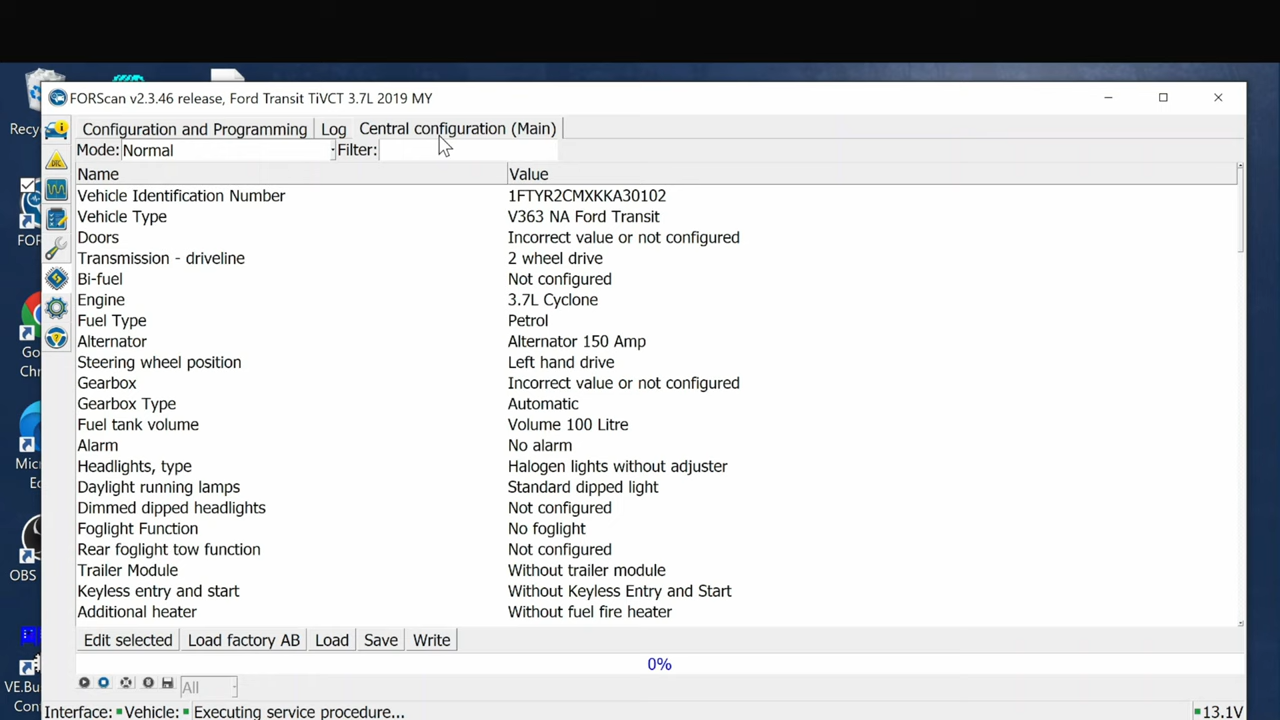 Recy
FORScan v2.3.46 release, Ford Transit TiVCT 3.7L 2019 MY
Configuration and Programming Log Central configuration (Main)
Mode: Normal Filter:
Name Value
Vehicle Identification Number 1FTYR2CMXKKA30102
Vehicle Type V363 NA Ford Transit
Doors Incorrect value or not configured
Transmission - driveline 2 wheel drive
Bi-fuel Not configured
Engine 3.7L Cyclone
Fuel Type Petrol
Alternator Alternator 150 Amp
Steering wheel position Left hand drive
Gearbox Incorrect value or not configured
Gearbox Type Automatic
Fuel tank volume Volume 100 Litre
Alarm No alarm
Headlights, type Halogen lights without adjuster
Daylight running lamps Standard dipped light
Dimmed dipped headlights Not configured
Foglight Function No foglight
Rear foglight tow function Not configured
Trailer Module Without trailer module
Keyless entry and start Without Keyless Entry and Start
Additional heater Without fuel fire heater
Edit selected Load factory AB Load Save Write
0%
All
Interface: Vehicle: Executing service procedure... 13.1V
FOR
Go
Chr
Micr
Ed
OBS
VE.Bu
Con
DTC